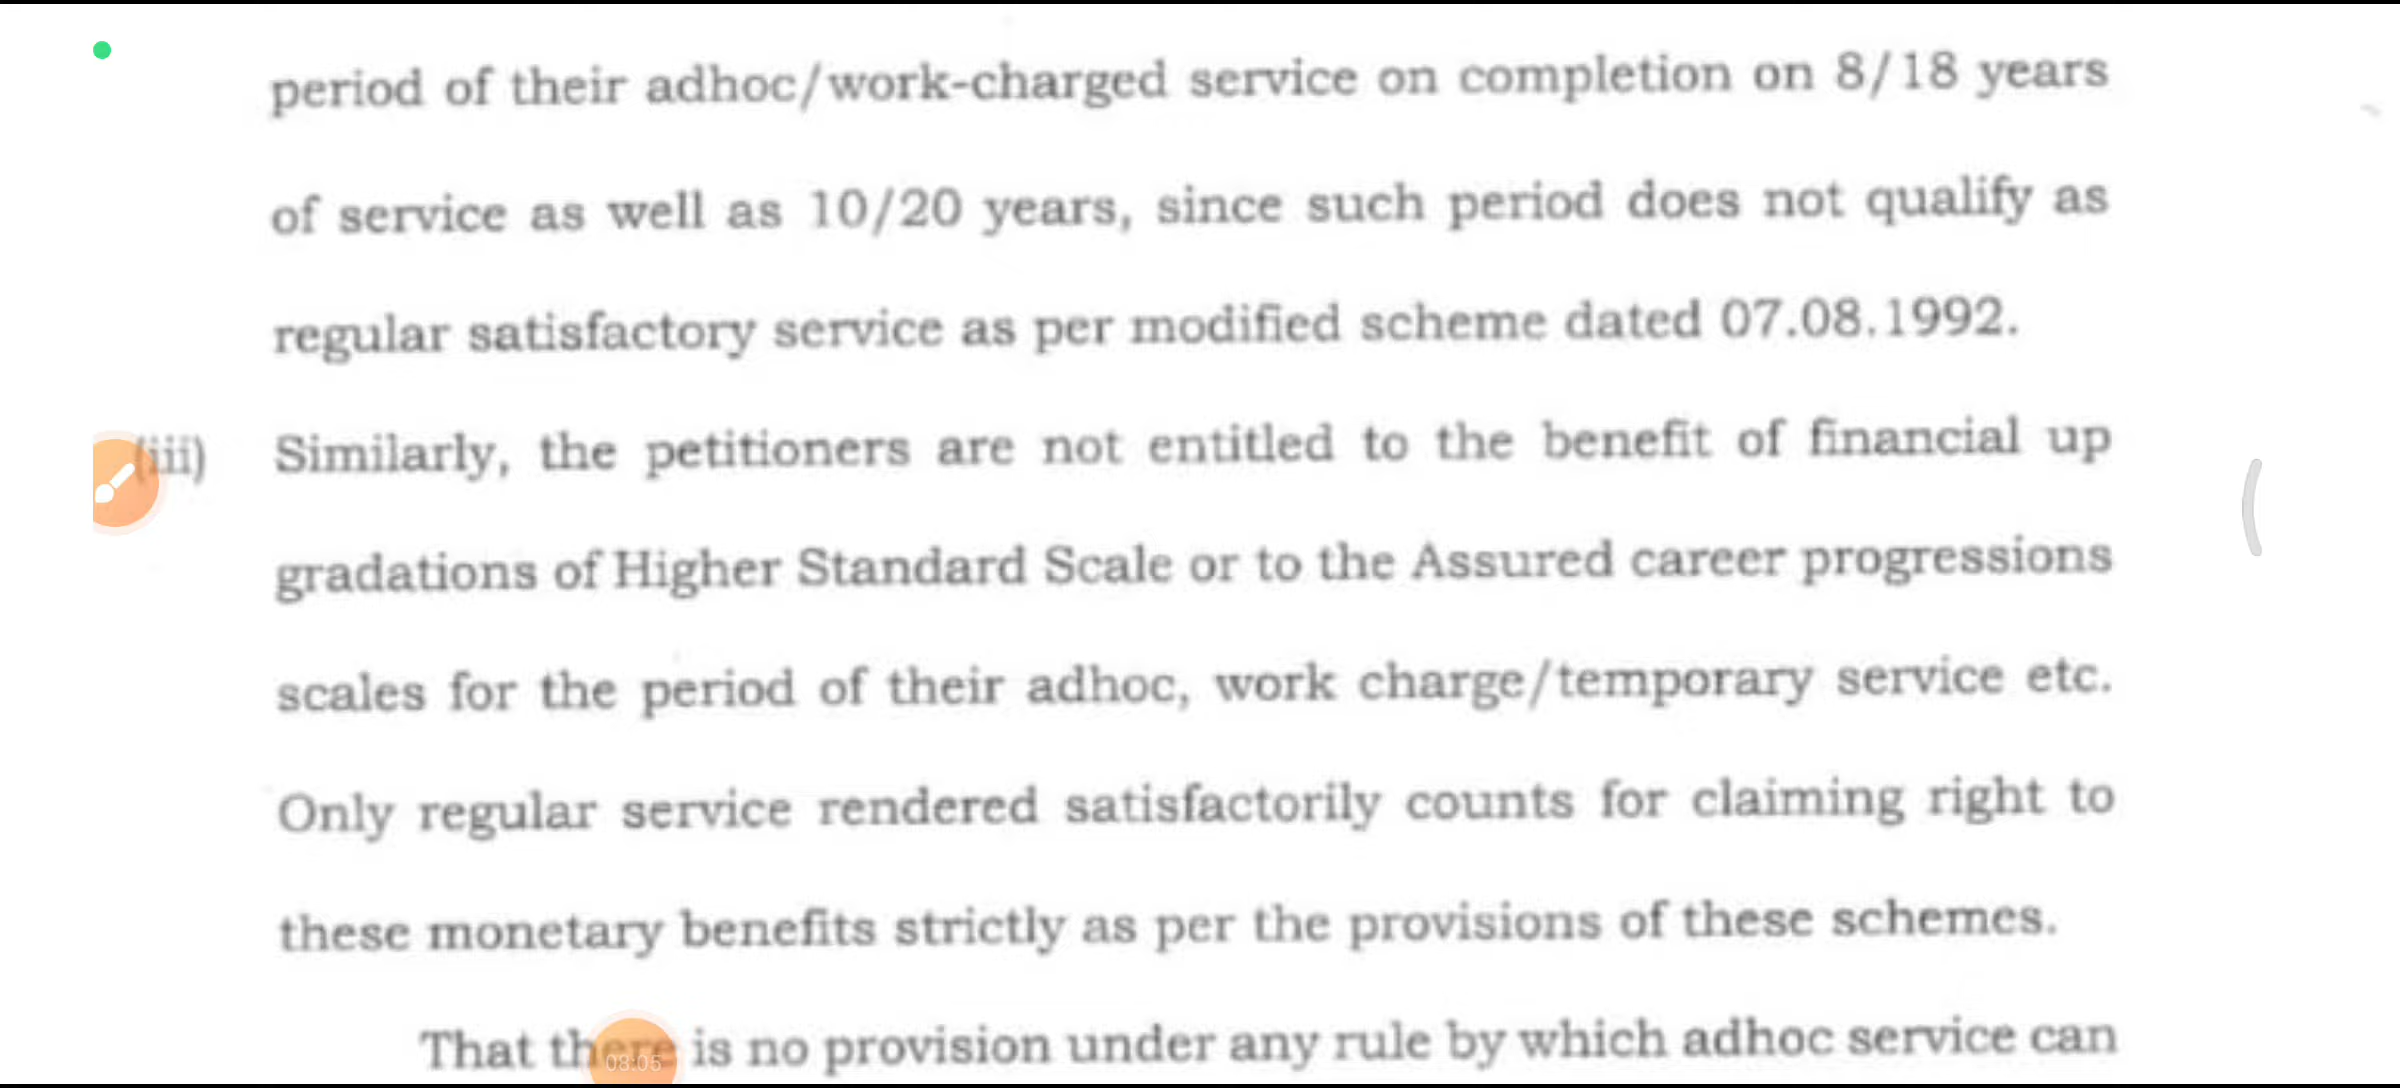 period of their adhoc/work-charged service on completion on 8/18 years
of service as well as 10/20 years, since such period does not qualify as
regular satisfactory service as per modified scheme dated 07.08.1992.
(iii) Similarly, the petitioners are not entitled to the benefit of financial up
gradations of Higher Standard Scale or to the Assured career progressions
scales for the period of their adhoc, work charge/temporary service etc.
Only regular service rendered satisfactorily counts for claiming right to
these monetary benefits strictly as per the provisions of these schemes.
That there is no provision under any rule by which adhoc service can
08:05